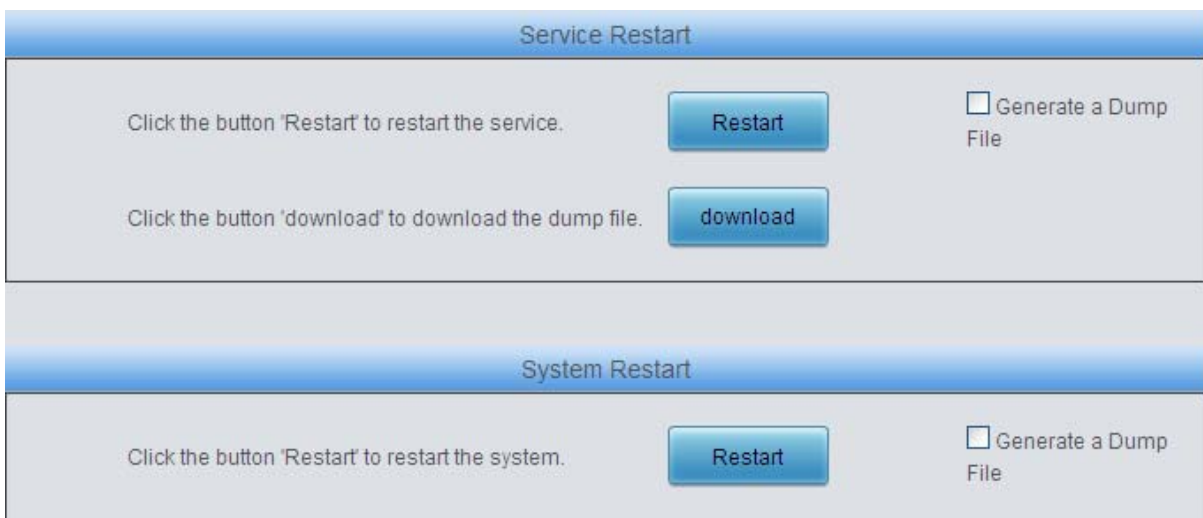 Service Restart
Click the button 'Restart' to restart the service.
Restart
Generate a Dump
File
Click the button 'download' to download the dump file.
download
System Restart
Click the button 'Restart' to restart the system.
Restart
Generate a Dump
File